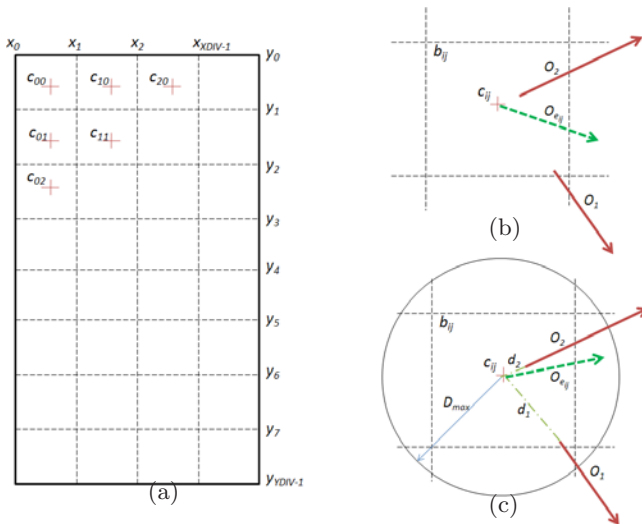 x0 x1 x2 xXDIV-1
y0
c00 c10 c20
y1
c01 c11
y2
c02
y3
y4
y5
y6
y7
yYDIV-1
(a)
bij
O2
cij
Oeij
O1
(b)
bij
O2
cij d2
Oeij
Dmax
d1
O1
(c)